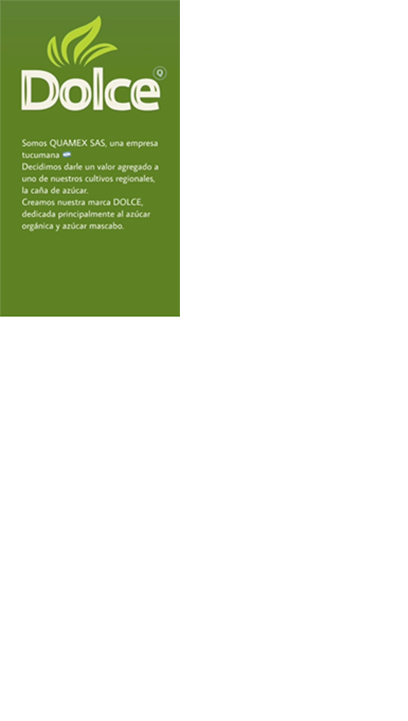 Dolce
Q
Somos QUAMEX SAS, una empresa
tucumana 🇦🇷
Decidimos darle un valor agregado a
uno de nuestros cultivos regionales,
la caña de azúcar.
Creamos nuestra marca DOLCE,
dedicada principalmente al azúcar
orgánica y azúcar mascabo.